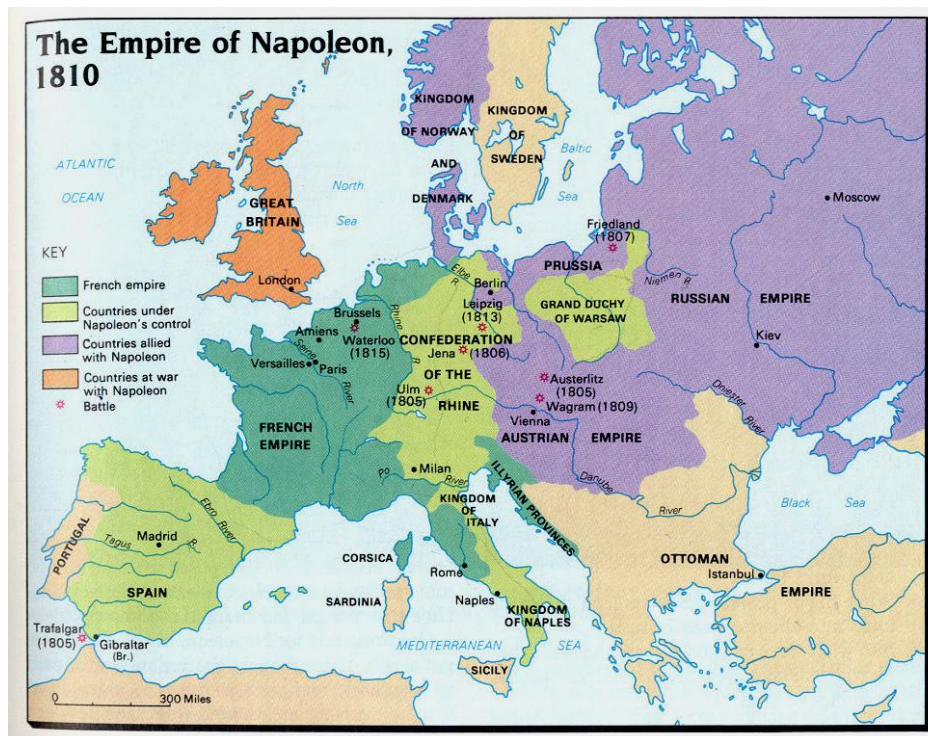 The Empire of Napoleon,
1810
ATLANTIC
OCEAN
North
Sea
Baltic
Sea
KINGDOM
OF NORWAY
AND
DENMARK
KINGDOM
OF
SWEDEN
GREAT
BRITAIN
London
Moscow
Friedland
(1807)
PRUSSIA
Niemen R.
RUSSIAN EMPIRE
GRAND DUCHY
OF WARSAW
Kiev
KEY
French empire
Countries under
Napoleon's control
Countries allied
with Napoleon
Countries at war
with Napoleon
Battle
Elbe
R.
Berlin
Leipzig
(1813)
Brussels
Amiens
Waterloo
(1815)
Rhine
R.
Seine
River
Versailles
Paris
CONFEDERATION
OF THE
RHINE
Jena
(1806)
Ulm
(1805)
Austerlitz
(1805)
Wagram (1809)
Vienna
AUSTRIAN EMPIRE
Dniester
River
FRENCH
EMPIRE
Milan
Po
River
ILLYRIAN PROVINCES
Danube
River
Black Sea
KINGDOM
OF
ITALY
PORTUGAL
Ebro River
Tagus
R.
Madrid
SPAIN
CORSICA
Rome
SARDINIA
Naples
KINGDOM
OF NAPLES
OTTOMAN
EMPIRE
Istanbul
Trafalgar
(1805)
Gibraltar
(Br.)
MEDITERRANEAN
SEA
SICILY
0 300 Miles